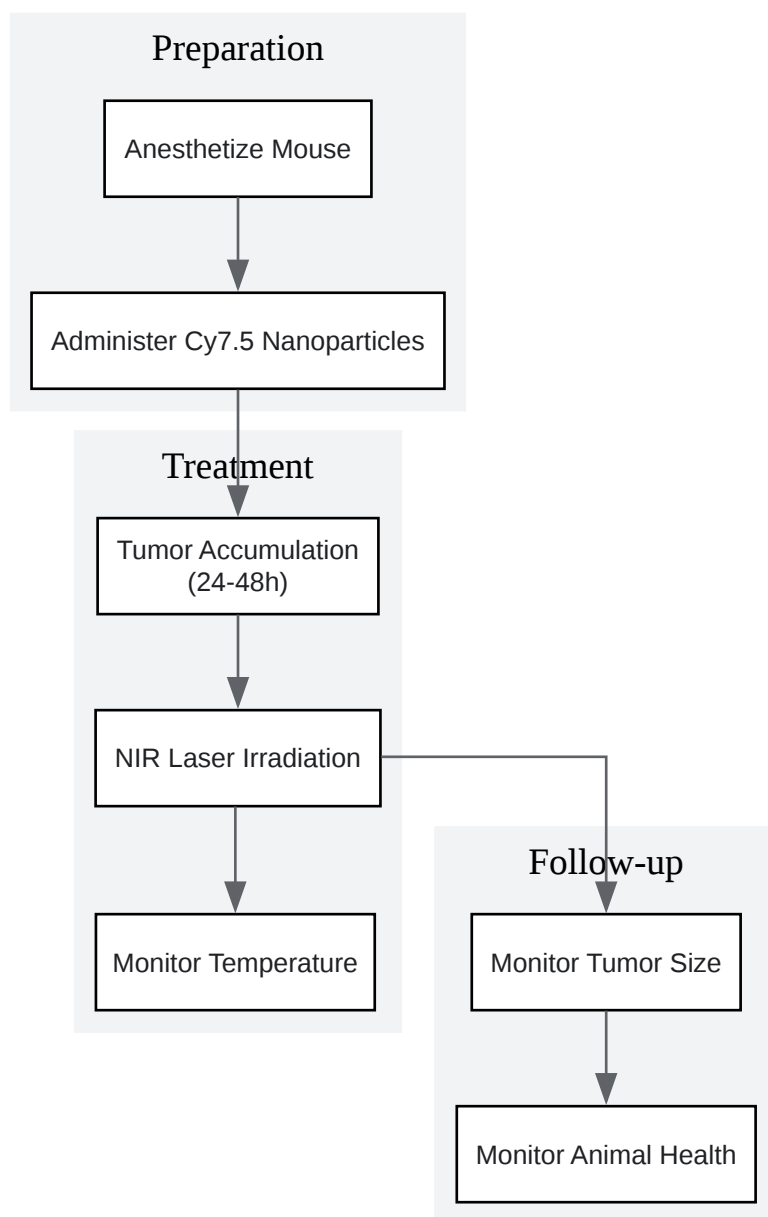 Preparation
Anesthetize Mouse
Administer Cy7.5 Nanoparticles
Treatment
Tumor Accumulation
(24-48h)
NIR Laser Irradiation
Monitor Temperature
Follow-up
Monitor Tumor Size
Monitor Animal Health